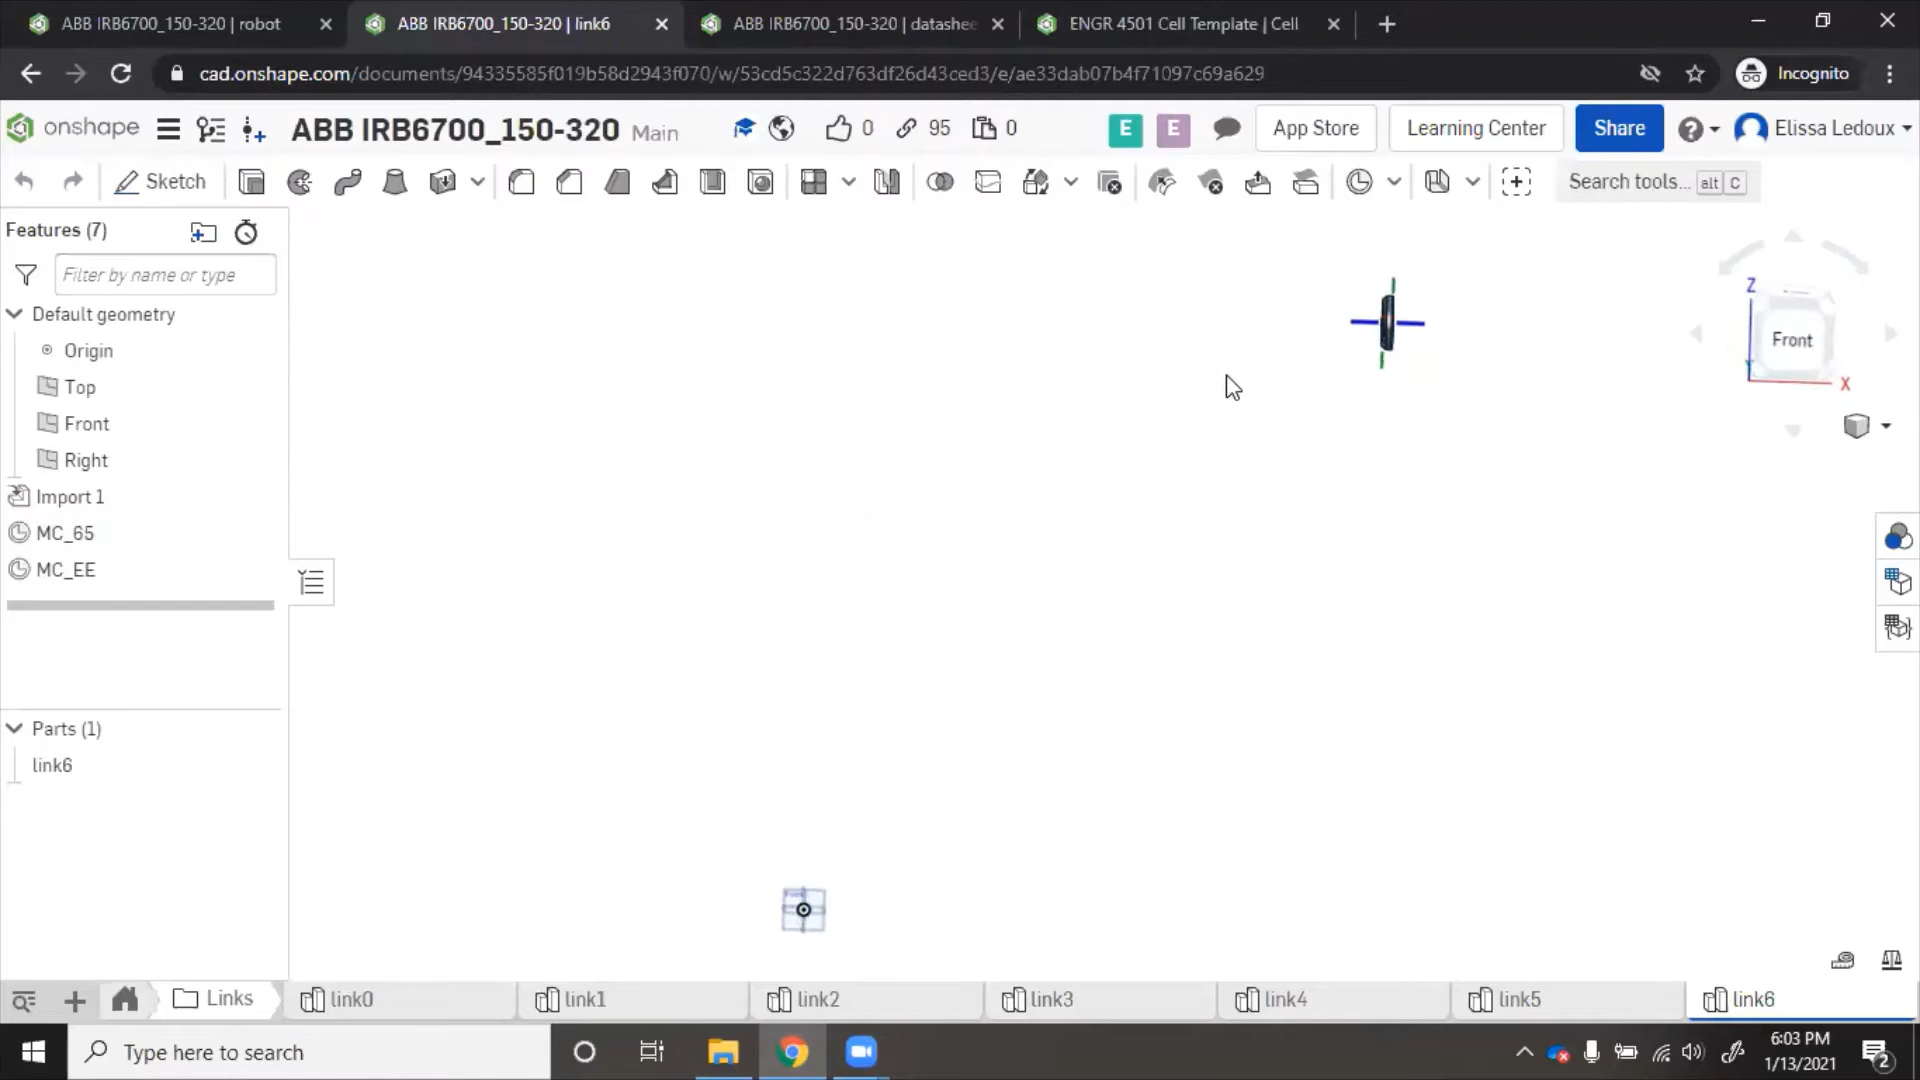 ABB IRB6700_150-320 | robot
ABB IRB6700_150-320 | link6
ABB IRB6700_150-320 | datashee
ENGR 4501 Cell Template | Cell
cad.onshape.com/documents/94335585f019b58d2943f070/w/53cd5c322d763df26d43ced3/e/ae33dab07b4f71097c69a629
Incognito
onshape
ABB IRB6700_150-320 Main
0
95
0
E
E
App Store
Learning Center
Share
Elissa Ledoux
Sketch
Search tools... alt C
Features (7)
Filter by name or type
Default geometry
Origin
Top
Front
Right
Import 1
MC_65
MC_EE
Parts (1)
link6
Z
Front
X
Links
link0
link1
link2
link3
link4
link5
link6
Type here to search
6:03 PM
1/13/2021
2